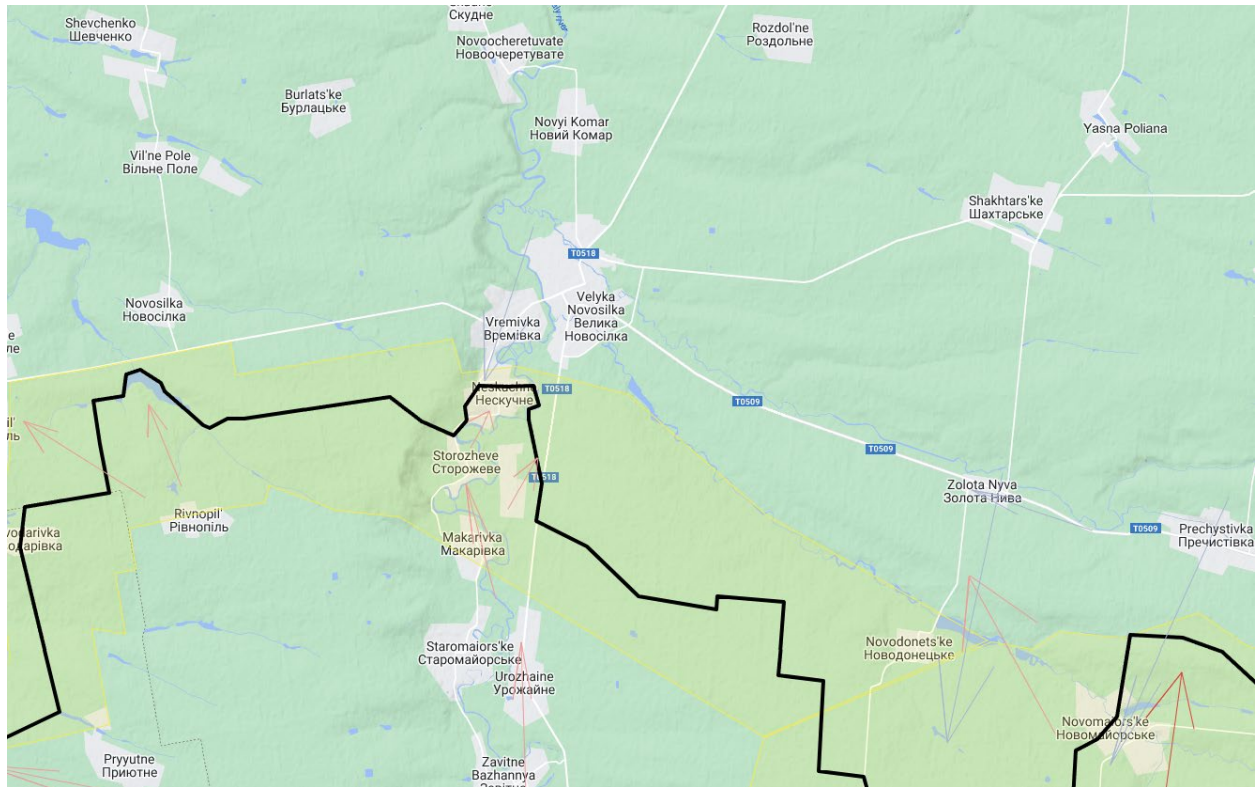 Скудне
Shevchenko
Шевченко
Novoocheretuvate
Новоочеретувате
Rozdol'ne
Роздольне
Burlats'ke
Бурлацьке
Novyi Komar
Новий Комар
Yasna Poliana
Vil'ne Pole
Вільне Поле
Shakhtars'ke
Шахтарське
T0518
Novosilka
Новосілка
Velyka
Novosilka
Велика
Новосілка
Vremivka
Времівка
Нескучне
T0518
T0509
T0509
Storozheve
Сторожеве
T0518
Zolota Nyva
Золота Нива
Rivnopil'
Рівнопіль
Makarivka
Макарівка
Prechystivka
Пречистівка
T0509
Staromaiors'ke
Старомайорське
Urozhaine
Урожайне
Novodonets'ke
Новодонецьке
Novomaiors'ke
Новомайорське
Pryyutne
Приютне
Zavitne
Bazhannya